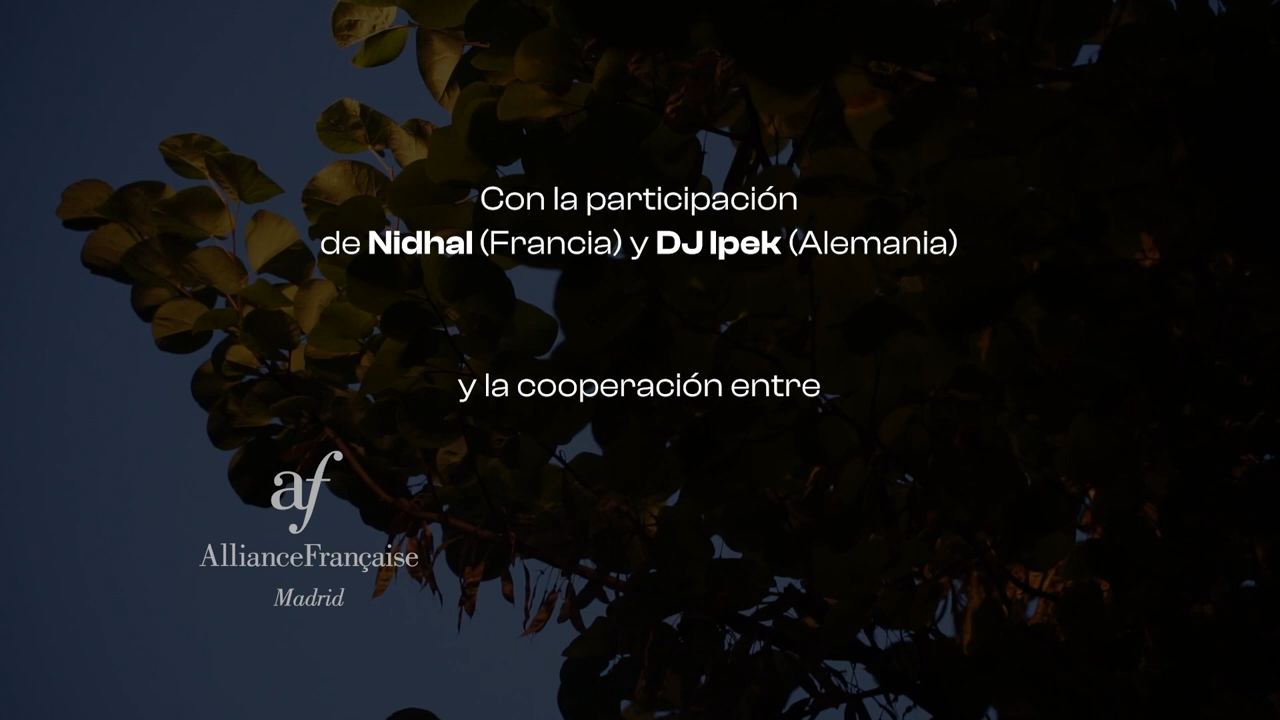 Con la participación
de Nidhal (Francia) y DJ Ipek (Alemania)
y la cooperación entre
af
AllianceFrançaise
Madrid